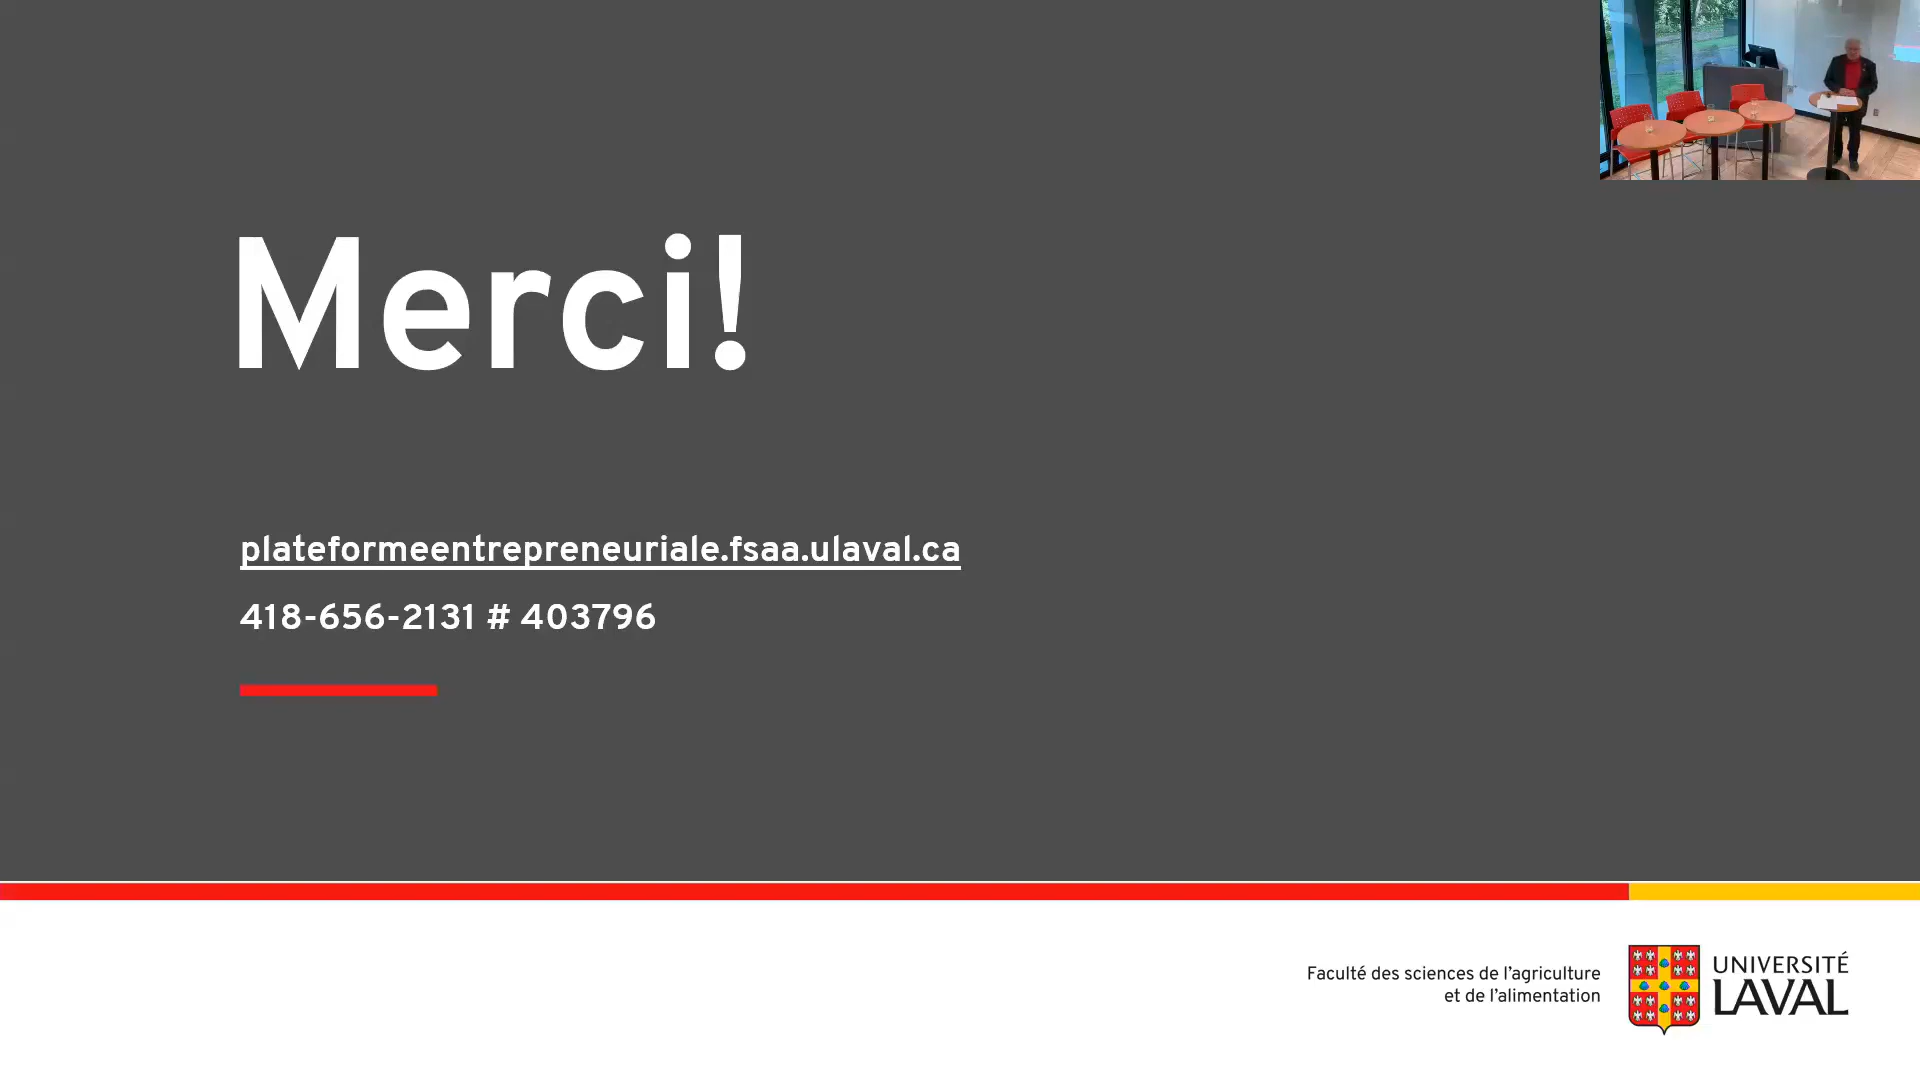 Merci!
plateformeentrepreneuriale.fsaa.ulaval.ca
418-656-2131 # 403796
Faculté des sciences de l'agriculture
et de l'alimentation
UNIVERSITÉ
LAVAL